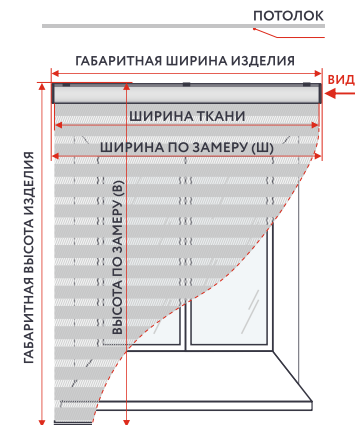 ПОТОЛОК
ГАБАРИТНАЯ ШИРИНА ИЗДЕЛИЯ
ВИД
ШИРИНА ТКАНИ
ШИРИНА ПО ЗАМЕРУ (Ш)
ВЫСОТА ПО ЗАМЕРУ (В)
ГАБАРИТНАЯ ВЫСОТА ИЗДЕЛИЯ